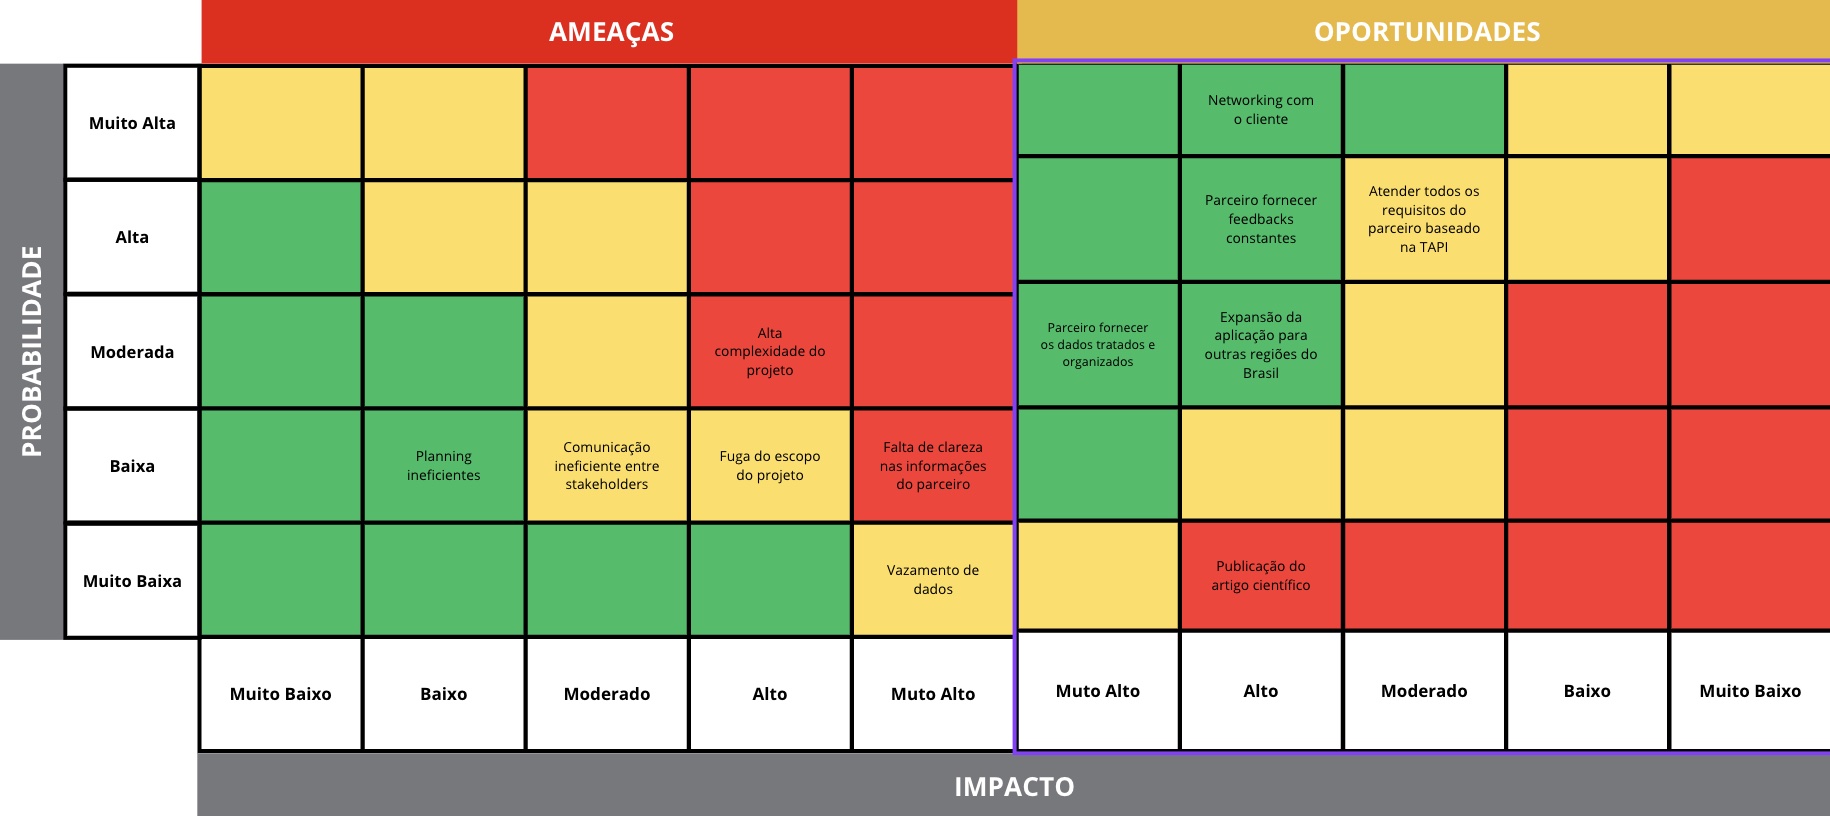 AMEAÇAS
OPORTUNIDADES
PROBABILIDADE
Muito Alta
Networking com
o cliente
Alta
Parceiro fornecer
feedbacks
constantes
Atender todos os
requisitos do
parceiro baseado
na TAPI
Moderada
Alta
complexidade do
projeto
Parceiro fornecer
os dados tratados e
organizados
Expansão da
aplicação para
outras regiões do
Brasil
Baixa
Planning
ineficientes
Comunicação
ineficiente entre
stakeholders
Fuga do escopo
do projeto
Falta de clareza
nas informações
do parceiro
Muito Baixa
Vazamento de
dados
Publicação do
artigo científico
Muito Baixo
Baixo
Moderado
Alto
Muto Alto
Muto Alto
Alto
Moderado
Baixo
Muito Baixo
IMPACTO